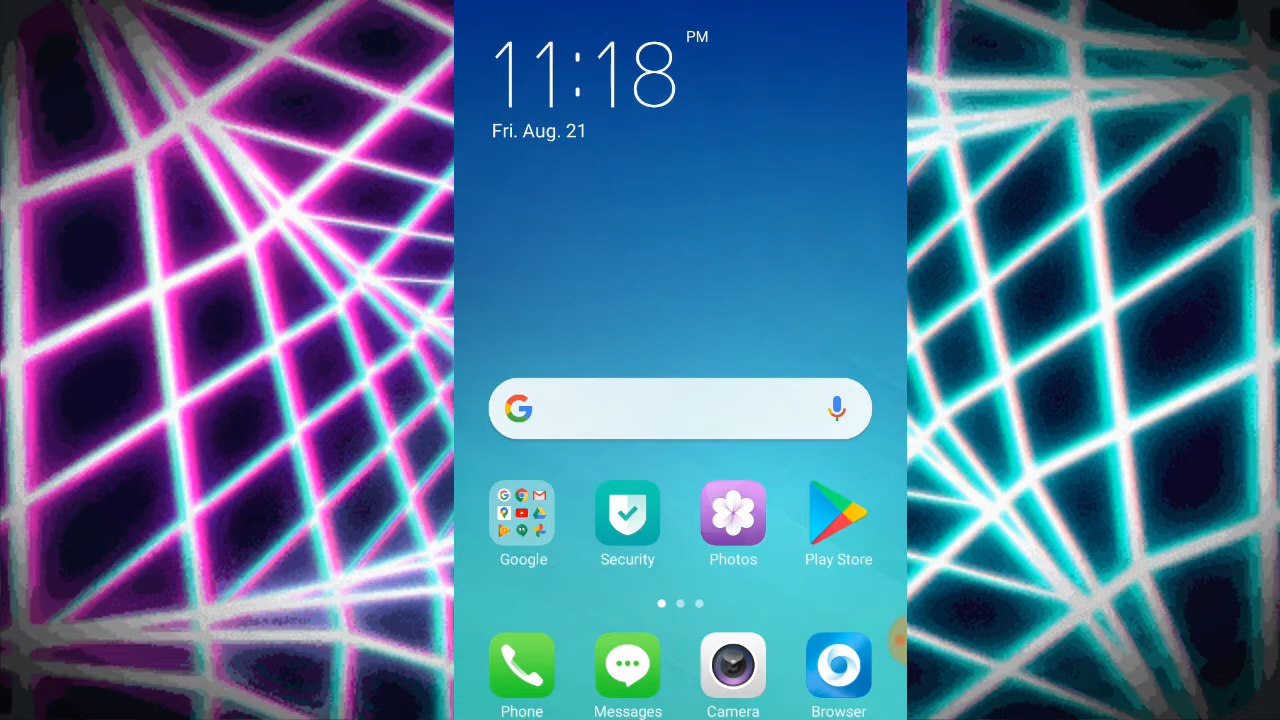 11:18 PM
Fri. Aug. 21
Google
Security
Photos
Play Store
Phone
Messages
Camera
Browser